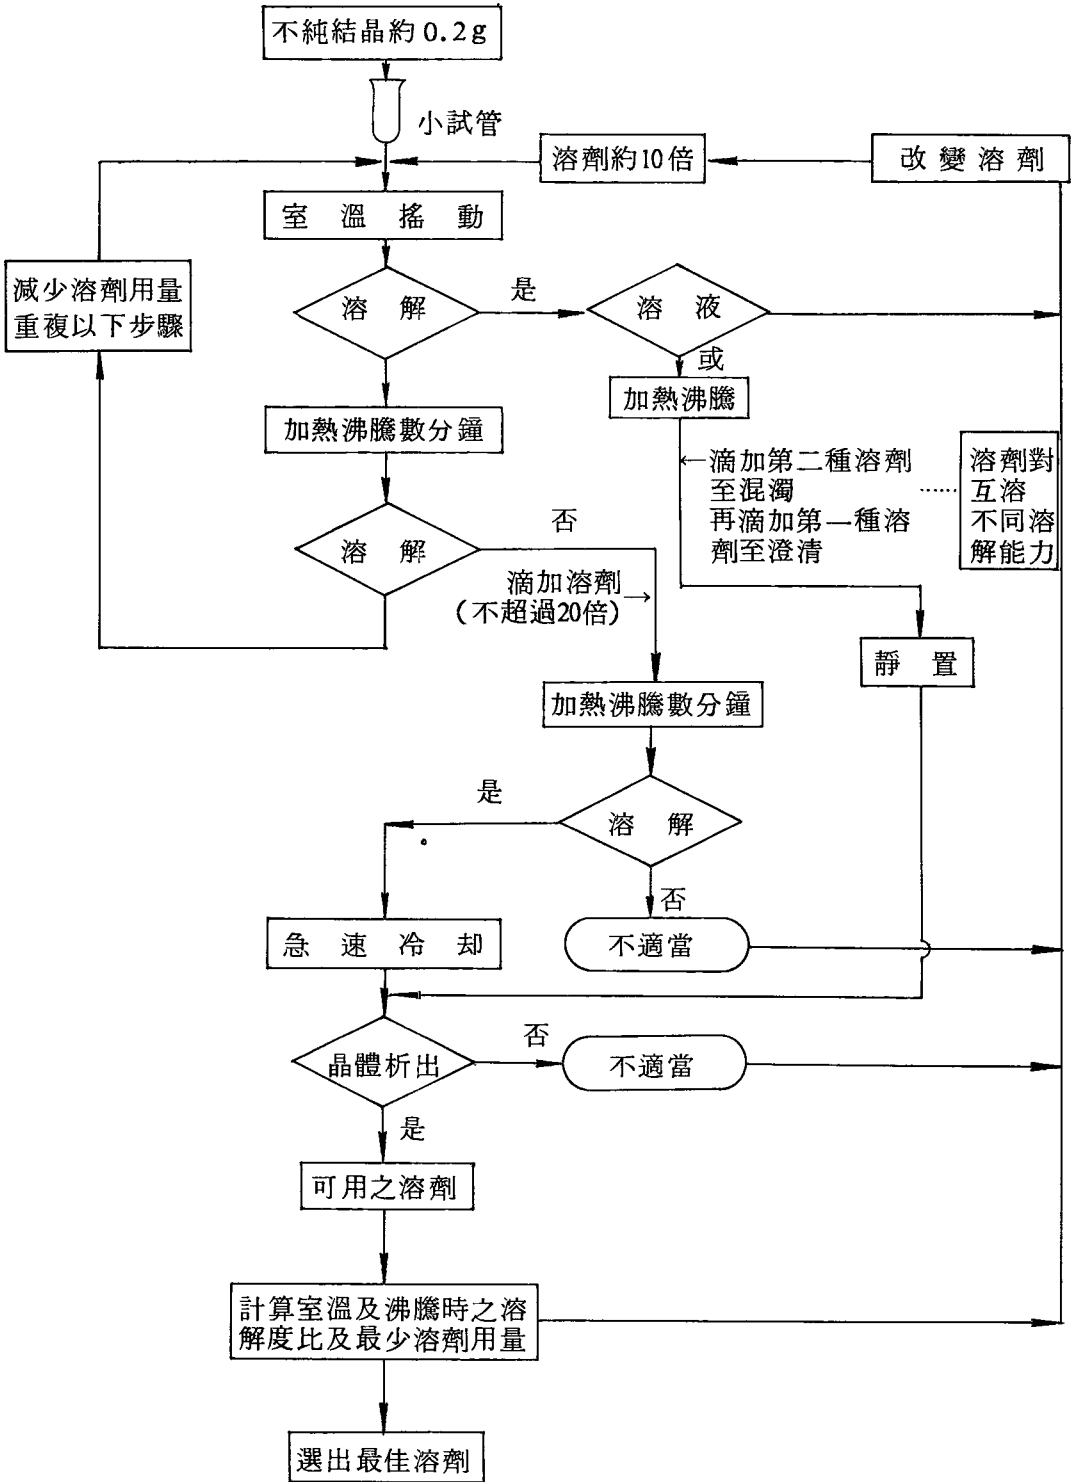 不純結晶約0.2g
小試管
溶劑約10倍
改變溶劑
室溫搖動
減少溶劑用量
重複以下步驟
溶解
是
溶液
或
加熱沸騰數分鐘
加熱沸騰
←滴加第二種溶劑
至混濁
再滴加第一種溶
劑至澄清
溶劑對
互溶
不同溶
解能力
溶解
否
滴加溶劑→
(不超過20倍)
靜置
加熱沸騰數分鐘
溶解
是
否
急速冷却
不適當
晶體析出
否
不適當
是
可用之溶劑
計算室溫及沸騰時之溶
解度比及最少溶劑用量
選出最佳溶劑